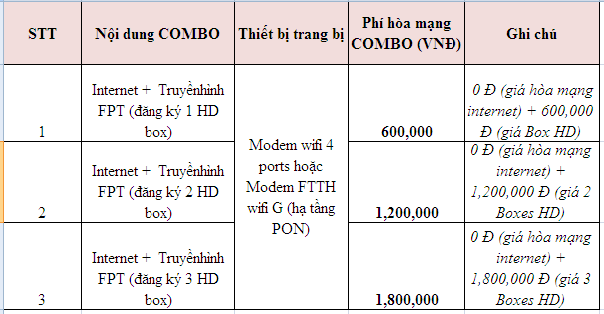 STT
Nội dung COMBO
Thiết bị trang bị
Phí hòa mạng
COMBO (VNĐ)
Ghi chú
1
Internet + Truyềnhình
FPT (đăng ký 1 HD
box)
Modem wifi 4
ports hoặc
Modem FTTH
wifi G (hạ tầng
PON)
600,000
0 Đ (giá hòa mạng
internet) + 600,000
Đ (giá Box HD)
2
Internet + Truyềnhình
FPT (đăng ký 2 HD
box)
1,200,000
0 Đ (giá hòa mạng
internet) +
1,200,000 Đ (giá 2
Boxes HD)
3
Internet + Truyềnhình
FPT (đăng ký 3 HD
box)
1,800,000
0 Đ (giá hòa mạng
internet) +
1,800,000 Đ (giá 3
Boxes HD)